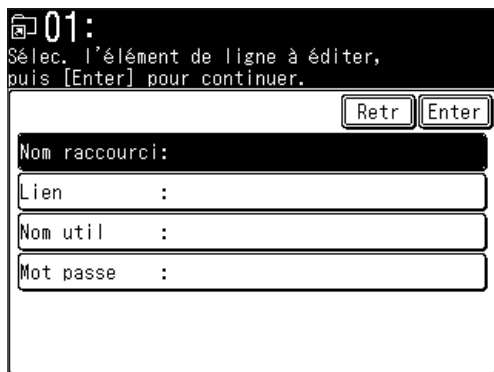 01:
Sélec. l'élément de ligne à éditer,
puis [Enter] pour continuer.
Retr Enter
Nom raccourci:
Lien :
Nom util :
Mot passe :